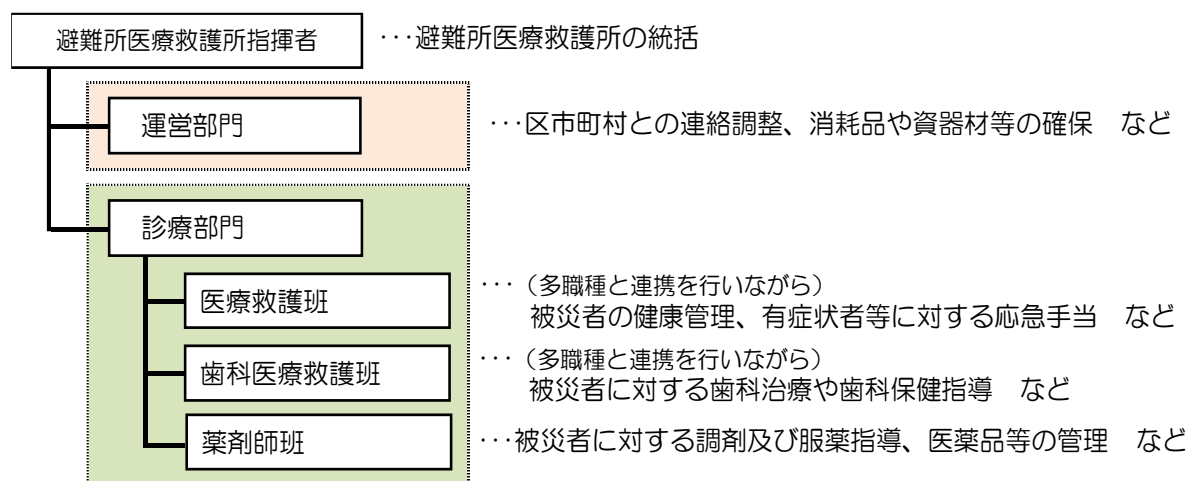 避難所医療救護所指揮者 ･･･避難所医療救護所の統括
運営部門 ･･･区市町村との連絡調整、消耗品や資器材等の確保　など
診療部門
医療救護班 ･･･（多職種と連携を行いながら）
被災者の健康管理、有症状者等に対する応急手当　など
歯科医療救護班 ･･･（多職種と連携を行いながら）
被災者に対する歯科治療や歯科保健指導　など
薬剤師班 ･･･被災者に対する調剤及び服薬指導、医薬品等の管理　など